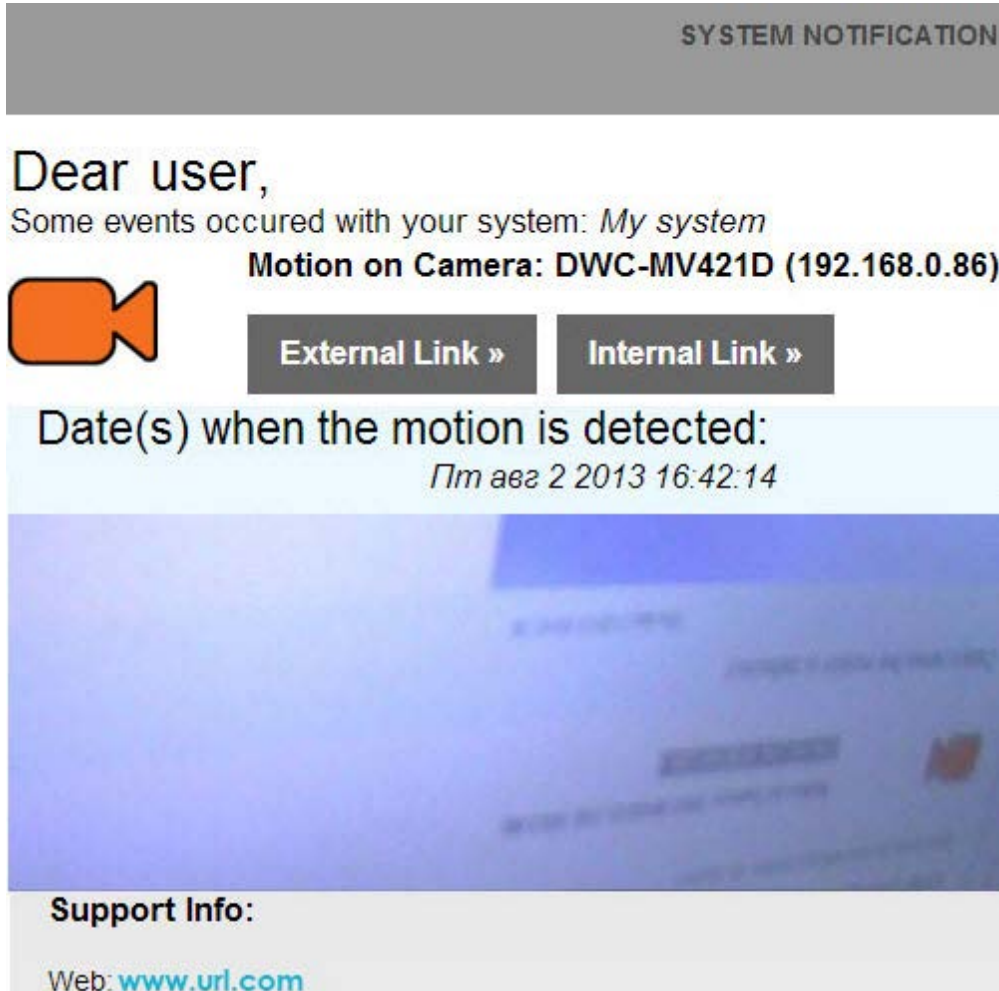 SYSTEM NOTIFICATION
Dear user,
Some events occured with your system: My system
Motion on Camera: DWC-MV421D (192.168.0.86)
External Link » Internal Link »
Date(s) when the motion is detected:
Пт авг 2 2013 16:42:14
Support Info:
Web: www.url.com